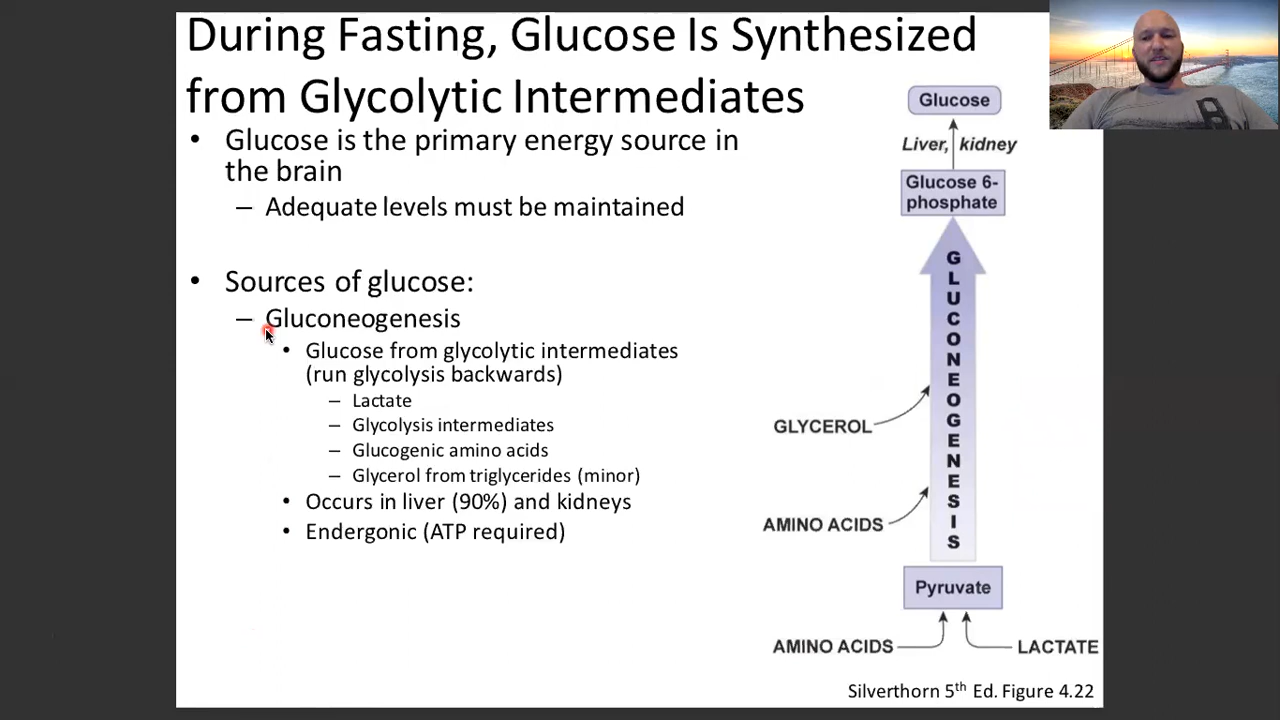 During Fasting, Glucose Is Synthesized
from Glycolytic Intermediates
• Glucose is the primary energy source in
the brain
– Adequate levels must be maintained
• Sources of glucose:
– Gluconeogenesis
• Glucose from glycolytic intermediates
(run glycolysis backwards)
– Lactate
– Glycolysis intermediates
– Glucogenic amino acids
– Glycerol from triglycerides (minor)
• Occurs in liver (90%) and kidneys
• Endergonic (ATP required)
Glucose
Liver, kidney
Glucose 6-
phosphate
GLUCONEOGENESIS
GLYCEROL
AMINO ACIDS
Pyruvate
AMINO ACIDS
LACTATE
Silverthorn 5th Ed. Figure 4.22